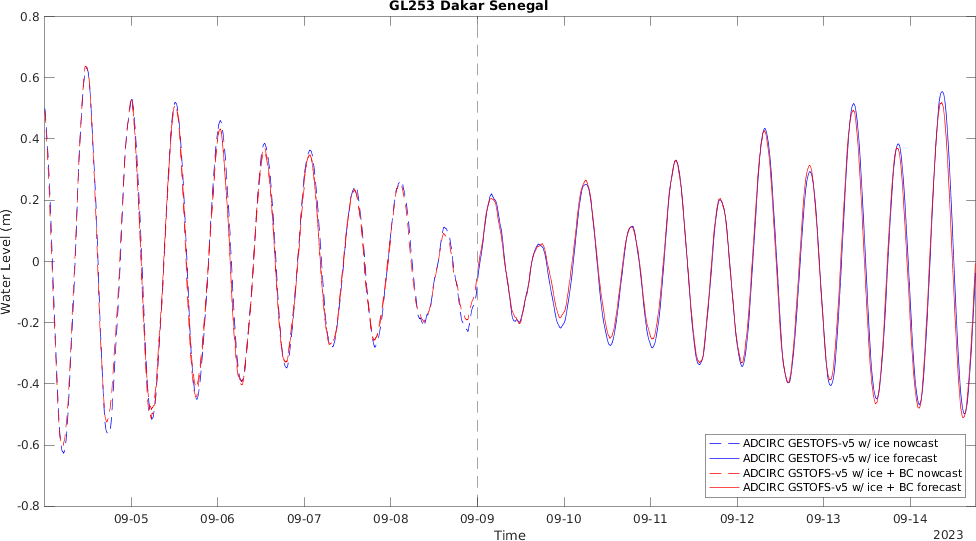 GL253 Dakar Senegal
0.8
0.6
0.4
0.2
0
-0.2
-0.4
-0.6
-0.8
Water Level (m)
ADCIRC GESTOFS-v5 w/ ice nowcast
ADCIRC GESTOFS-v5 w/ ice forecast
ADCIRC GSTOFS-v5 w/ ice + BC nowcast
ADCIRC GSTOFS-v5 w/ ice + BC forecast
09-05 09-06 09-07 09-08 09-09 09-10 09-11 09-12 09-13 09-14
Time
2023